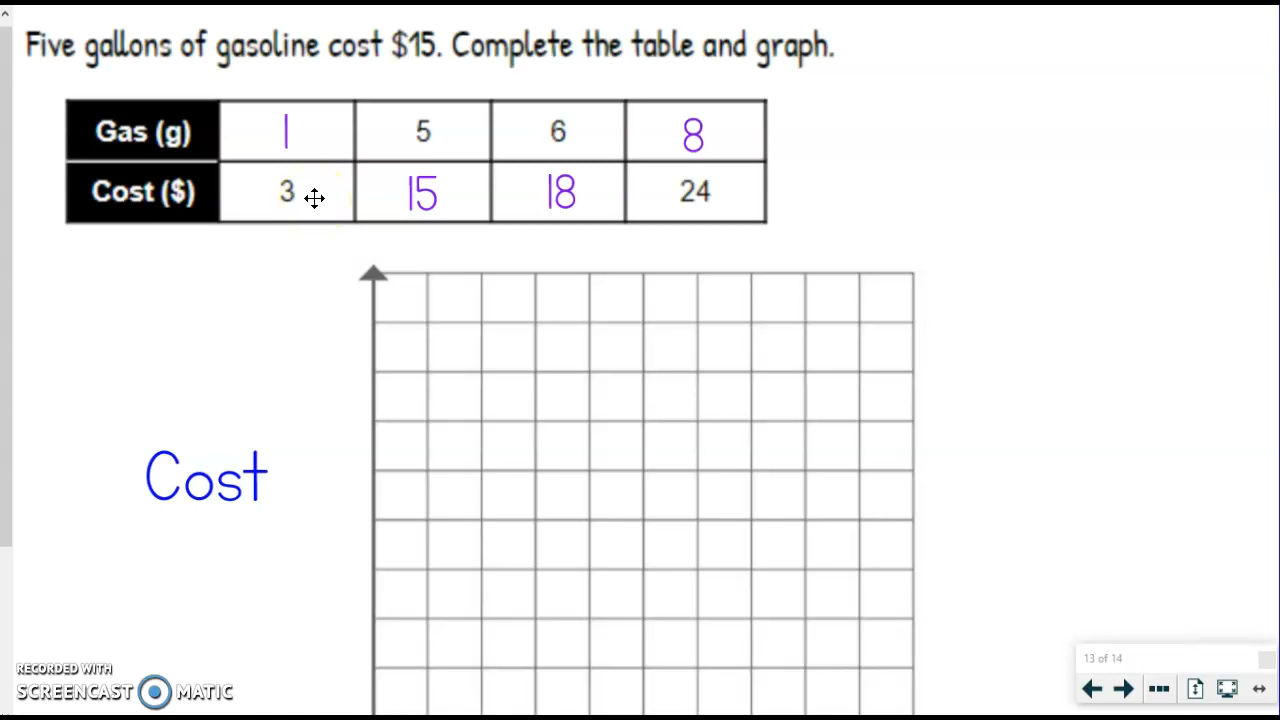 Five gallons of gasoline cost $15. Complete the table and graph.
Gas (g) 1 5 6 8
Cost ($) 3 15 18 24
Cost
RECORDED WITH
SCREENCAST MATIC
13 of 14